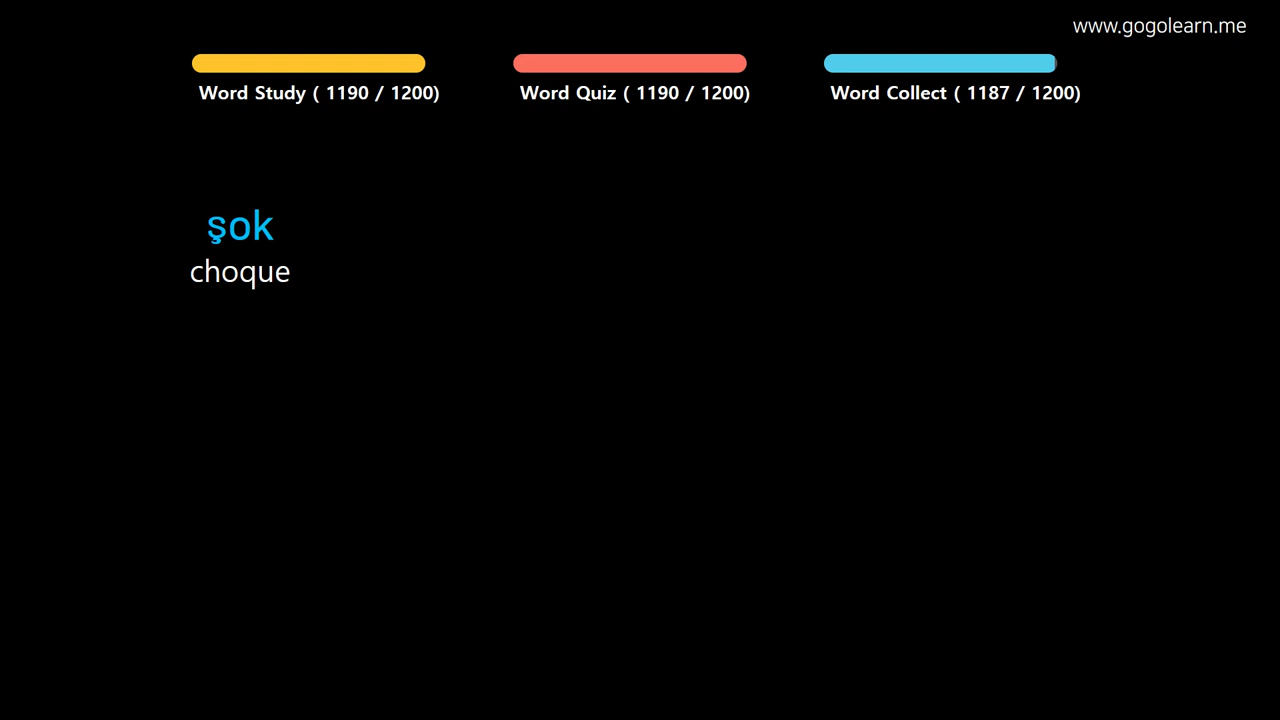 www.gogolearn.me
Word Study ( 1190 / 1200)
Word Quiz ( 1190 / 1200)
Word Collect ( 1187 / 1200)
şok
choque